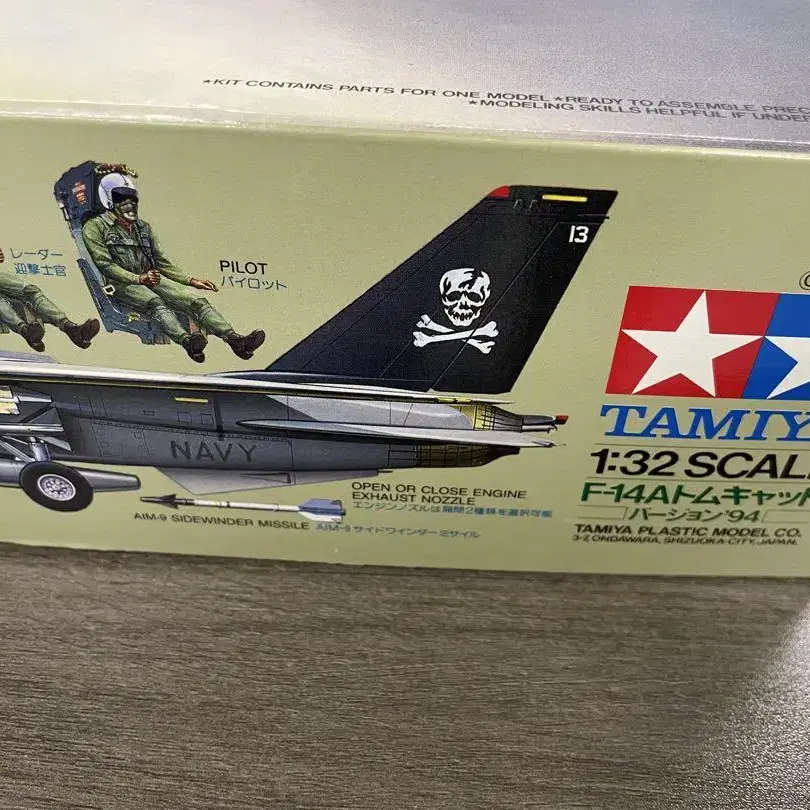 ★KIT CONTAINS PARTS FOR ONE MODEL ★READY TO ASSEMBLE
★MODELING SKILLS HELPFUL IF UNDER
レーダー
迎撃士官
PILOT
パイロット
13
NAVY
OPEN OR CLOSE ENGINE
EXHAUST NOZZLE
エンジンノズルは開閉2種類を選択可能
AIM-9 SIDEWINDER MISSILE AIM-9 サイドワインダーミサイル
TAMIY
1:32 SCAL
F-14Aトムキャット
バージョン'94
TAMIYA PLASTIC MODEL CO.
3-7, ONDAWARA, SHIZUOKA-CITY, JAPAN.